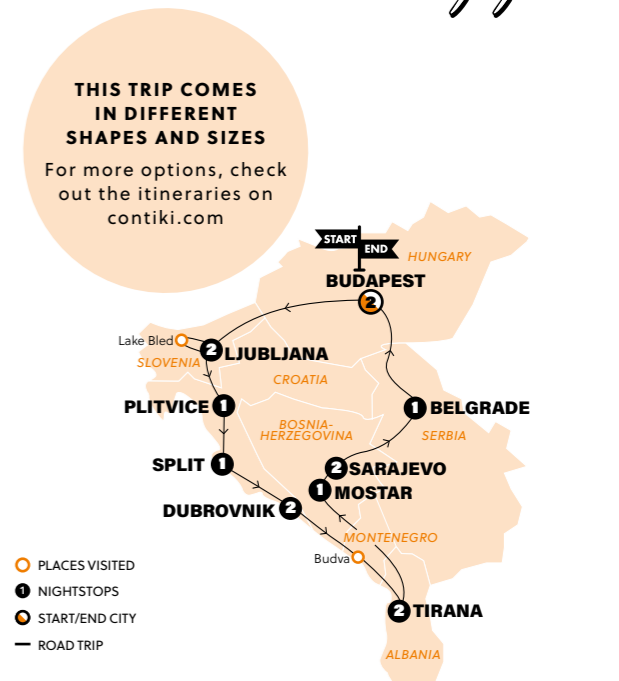 THIS TRIP COMES
IN DIFFERENT
SHAPES AND SIZES
For more options, check
out the itineraries on
contiki.com
START
END
HUNGARY
BUDAPEST
2
Lake Bled
2 LJUBLJANA
SLOVENIA
CROATIA
PLITVICE 1
1 BELGRADE
BOSNIA-
HERZEGOVINA
SERBIA
SPLIT 1
2 SARAJEVO
1 MOSTAR
DUBROVNIK 2
MONTENEGRO
Budva
PLACES VISITED
1 NIGHTSTOPS
START/END CITY
ROAD TRIP
2 TIRANA
ALBANIA